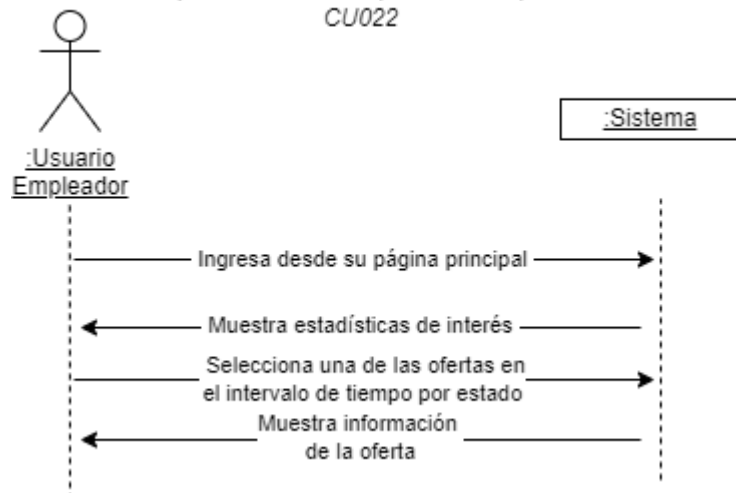 CU022
:Sistema
:Usuario
Empleador
Ingresa desde su página principal
Muestra estadísticas de interés
Selecciona una de las ofertas en
el intervalo de tiempo por estado
Muestra información
de la oferta